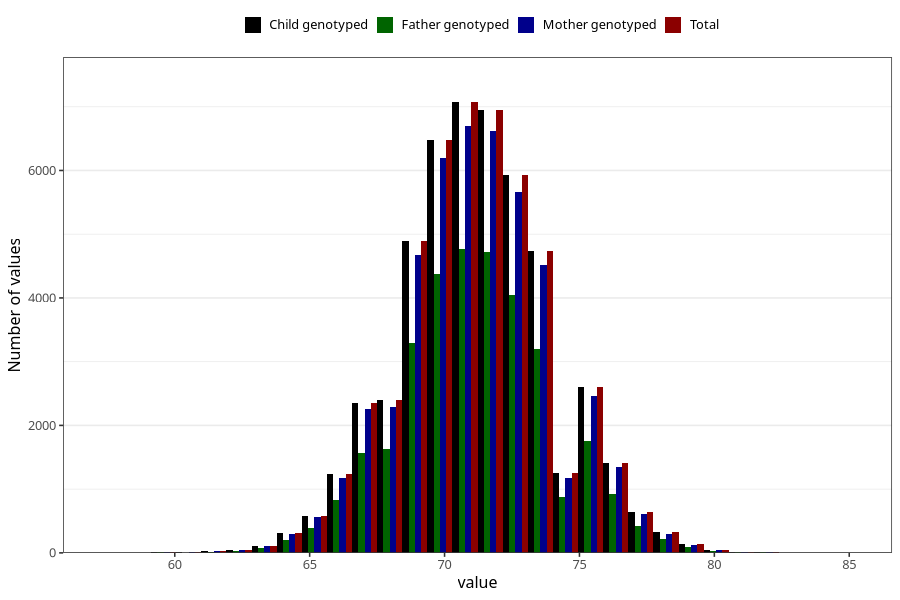 Child genotyped Father genotyped Mother genotyped Total
Number of values
6000
4000
2000
0
60 65 70 75 80 85
value